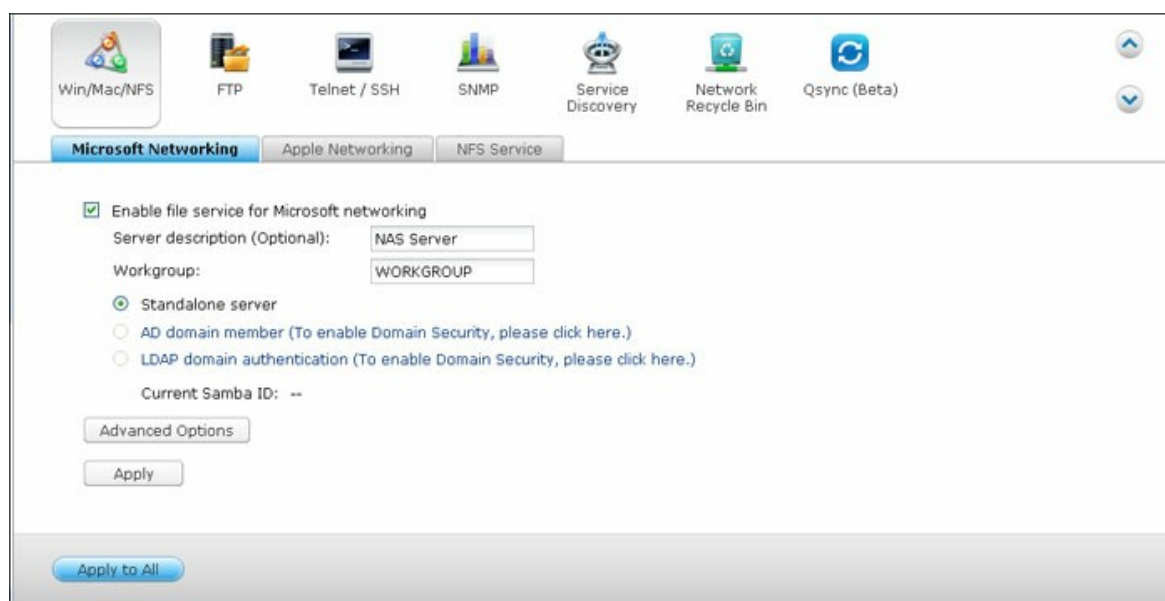 Win/Mac/NFS
FTP
Telnet / SSH
SNMP
Service
Discovery
Network
Recycle Bin
Qsync (Beta)
Microsoft Networking
Apple Networking
NFS Service
Enable file service for Microsoft networking
Server description (Optional):
NAS Server
Workgroup:
WORKGROUP
Standalone server
AD domain member (To enable Domain Security, please click here.)
LDAP domain authentication (To enable Domain Security, please click here.)
Current Samba ID: --
Advanced Options
Apply
Apply to All